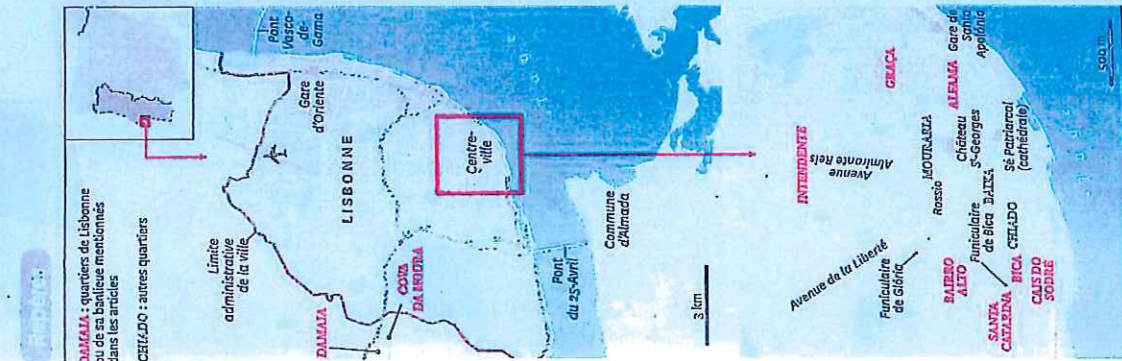 Repères
DAMAIA : quartiers de Lisbonne
ou de sa banlieue mentionnés
dans les articles
CHIADO : autres quartiers
Pont
Vasco-
de-
Gama
Gare
d'Oriente
Limite
administrative
de la ville
LISBONNE
Centre-
ville
DAMAIA
COVA
DA MOURA
Pont
du 25-Avril
Commune
d'Almada
3 km
INTENDENTE
Avenue
Almirante Reis
GRAÇA
Avenue de la Liberté
MOURARIA
Rossio
Funiculaire
de Glória
Château
St-Georges
ALFAMA
Gare de
Santa
Apolónia
BAIRRO
ALTO
Funiculaire
de Bica
BAIXA
Sé Patriarcal
(cathédrale)
CHIADO
SANTA
CATARINA
BICA
CAIS DO
SODRÉ
500 m